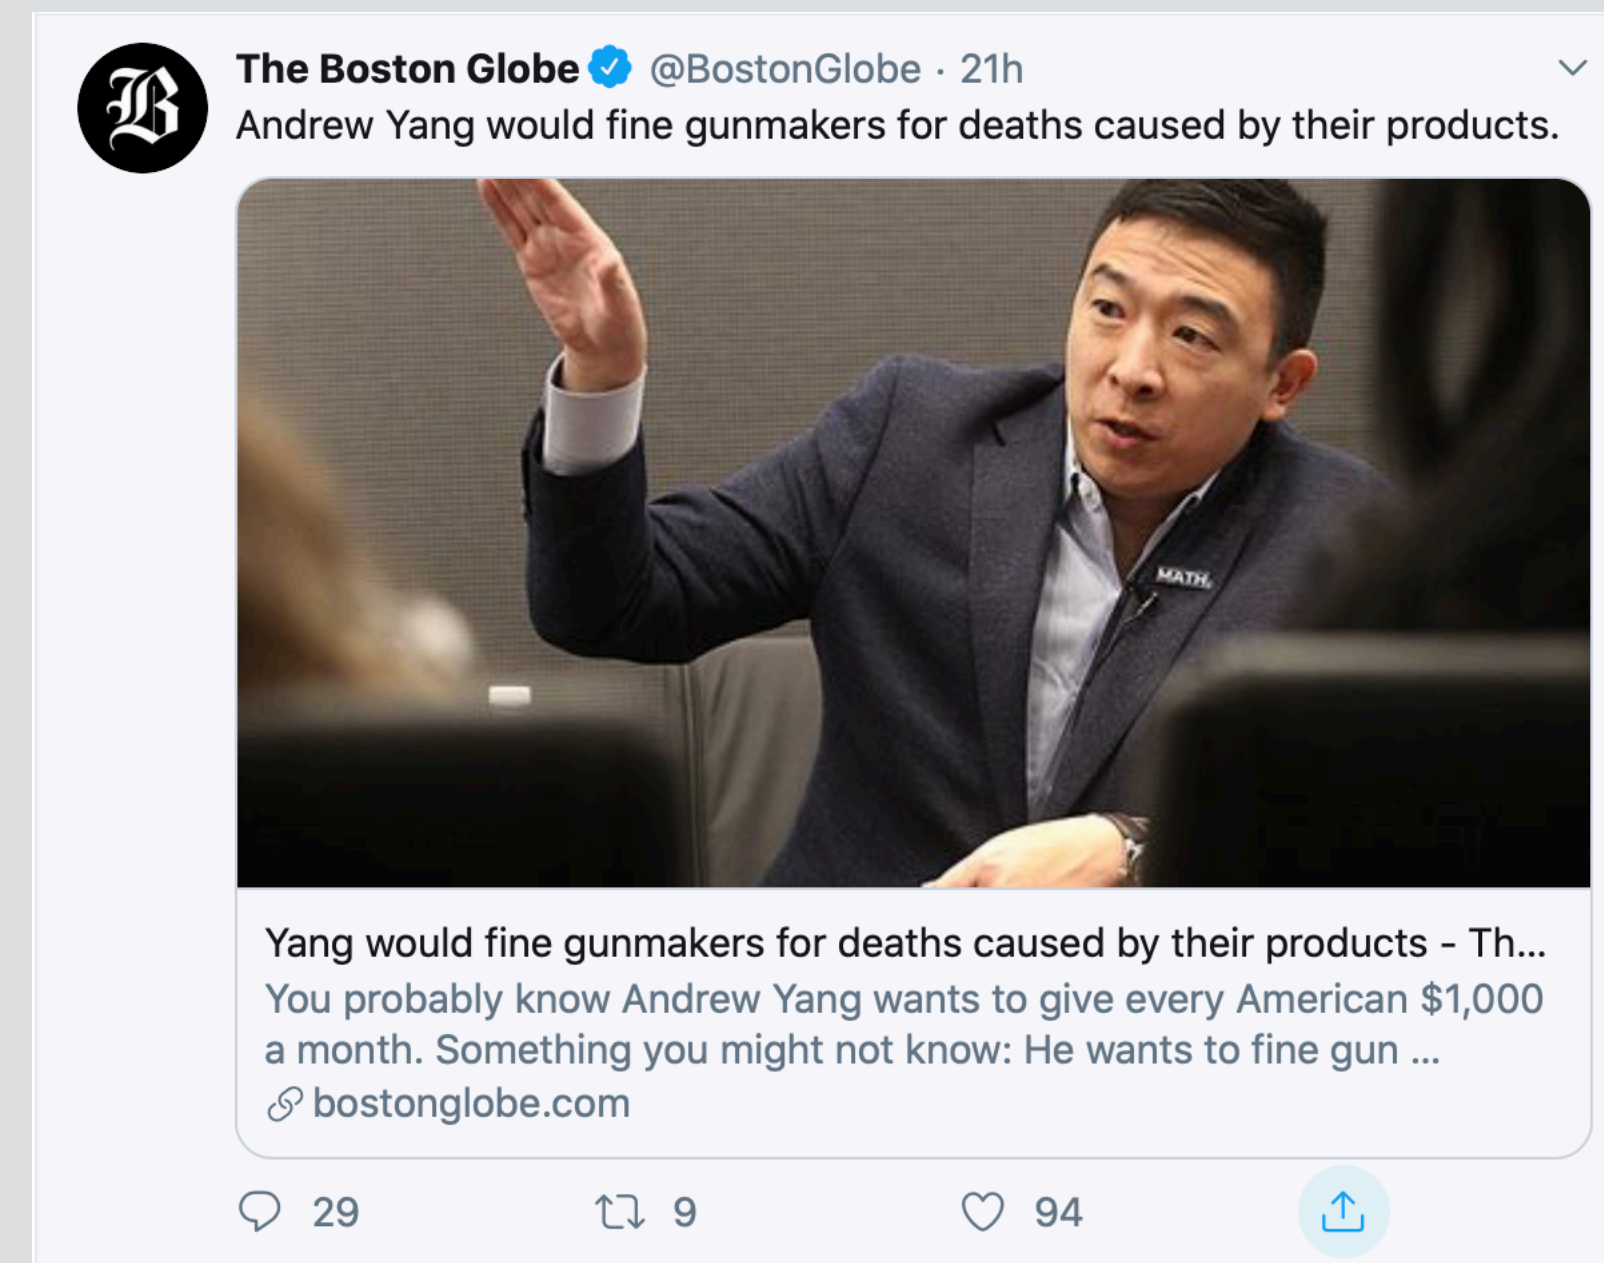 The Boston Globe @BostonGlobe · 21h
Andrew Yang would fine gunmakers for deaths caused by their products.
MATH.
Yang would fine gunmakers for deaths caused by their products - Th...
You probably know Andrew Yang wants to give every American $1,000
a month. Something you might not know: He wants to fine gun ...
bostonglobe.com
29 9 94